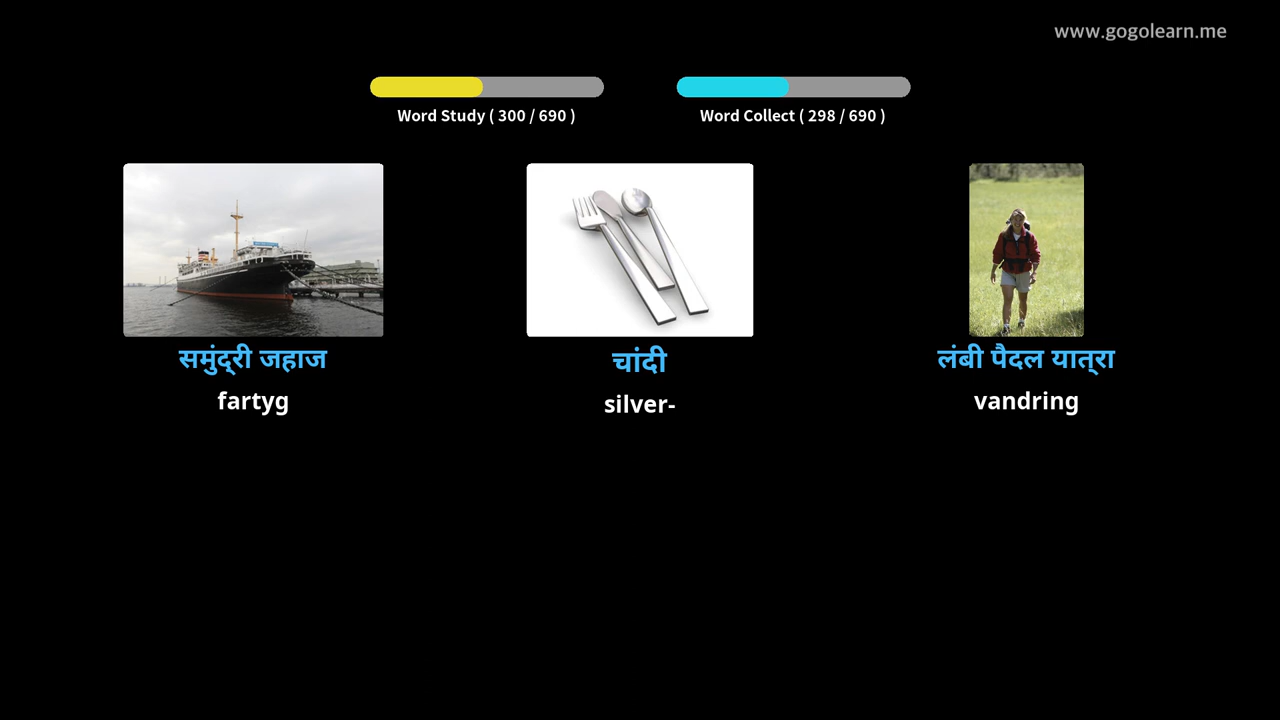 www.gogolearn.me
Word Study ( 300 / 690 )
Word Collect ( 298 / 690 )
समुंद्री जहाज
fartyg
चांदी
silver-
लंबी पैदल यात्रा
vandring